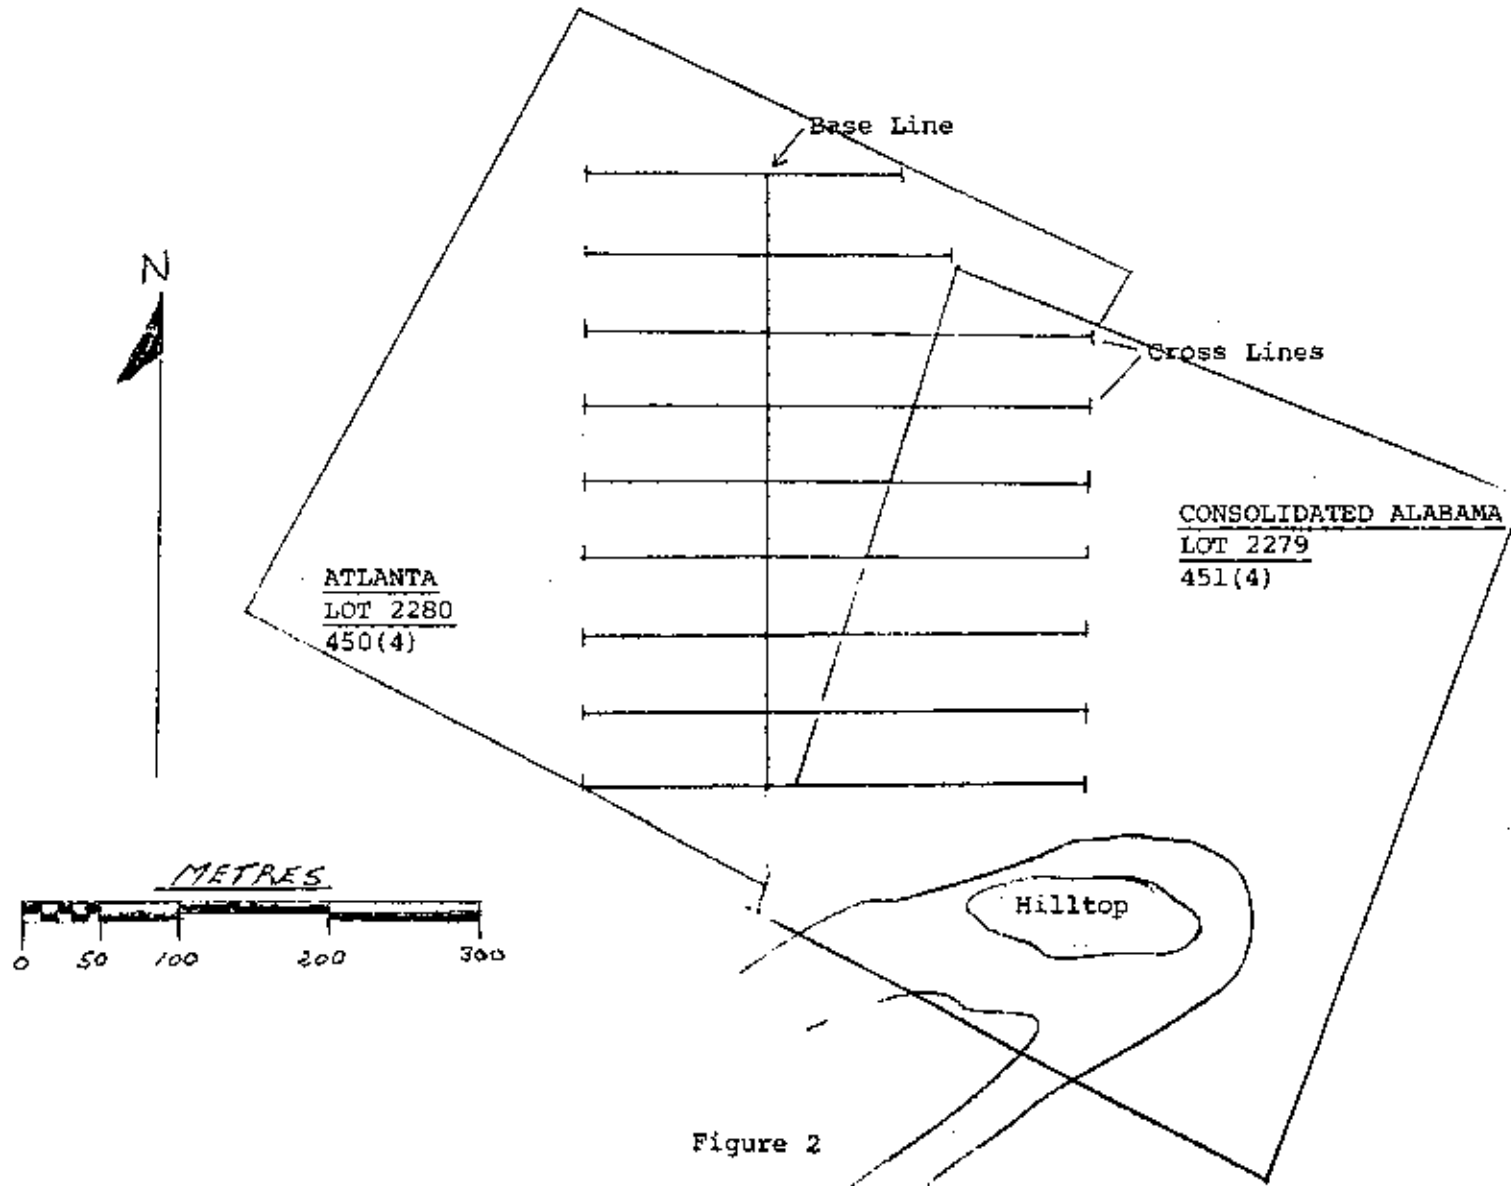 Base Line
N
Cross Lines
CONSOLIDATED ALABAMA
LOT 2279
451(4)
ATLANTA
LOT 2280
450(4)
METRES
0 50 100 200 300
Hilltop
Figure 2